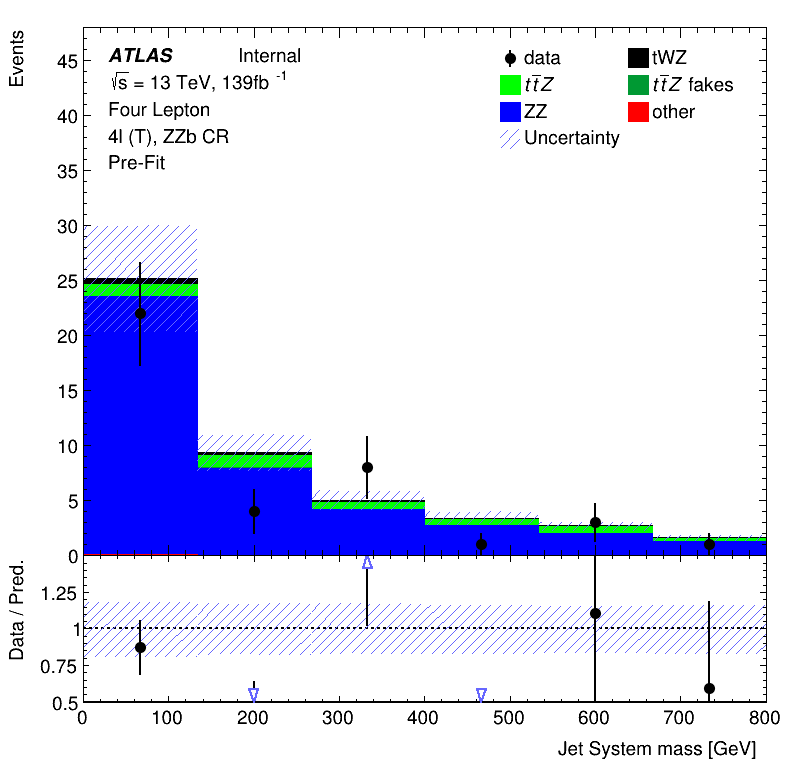 Events
45
40
35
30
25
20
15
10
5
0
ATLAS Internal
√s = 13 TeV, 139fb⁻¹
Four Lepton
4l (T), ZZb CR
Pre-Fit
data
tWZ
tt̄Z
tt̄Z fakes
ZZ
other
Uncertainty
Data / Pred.
1.25
1
0.75
0.5
0 100 200 300 400 500 600 700 800
Jet System mass [GeV]